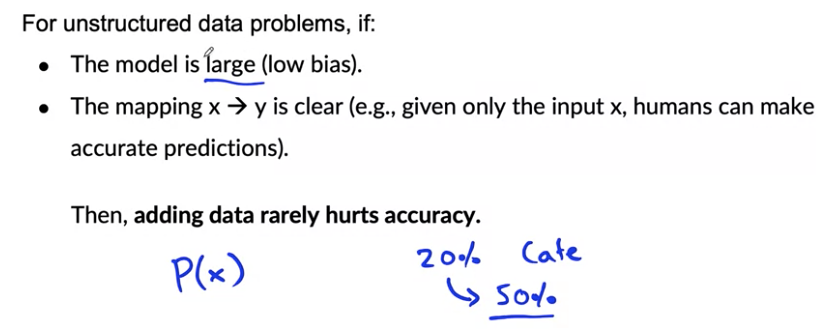 For unstructured data problems, if:
• The model is large (low bias).
• The mapping x → y is clear (e.g., given only the input x, humans can make
accurate predictions).
Then, adding data rarely hurts accuracy.
P(x)
20% Cafe
↳ 50%